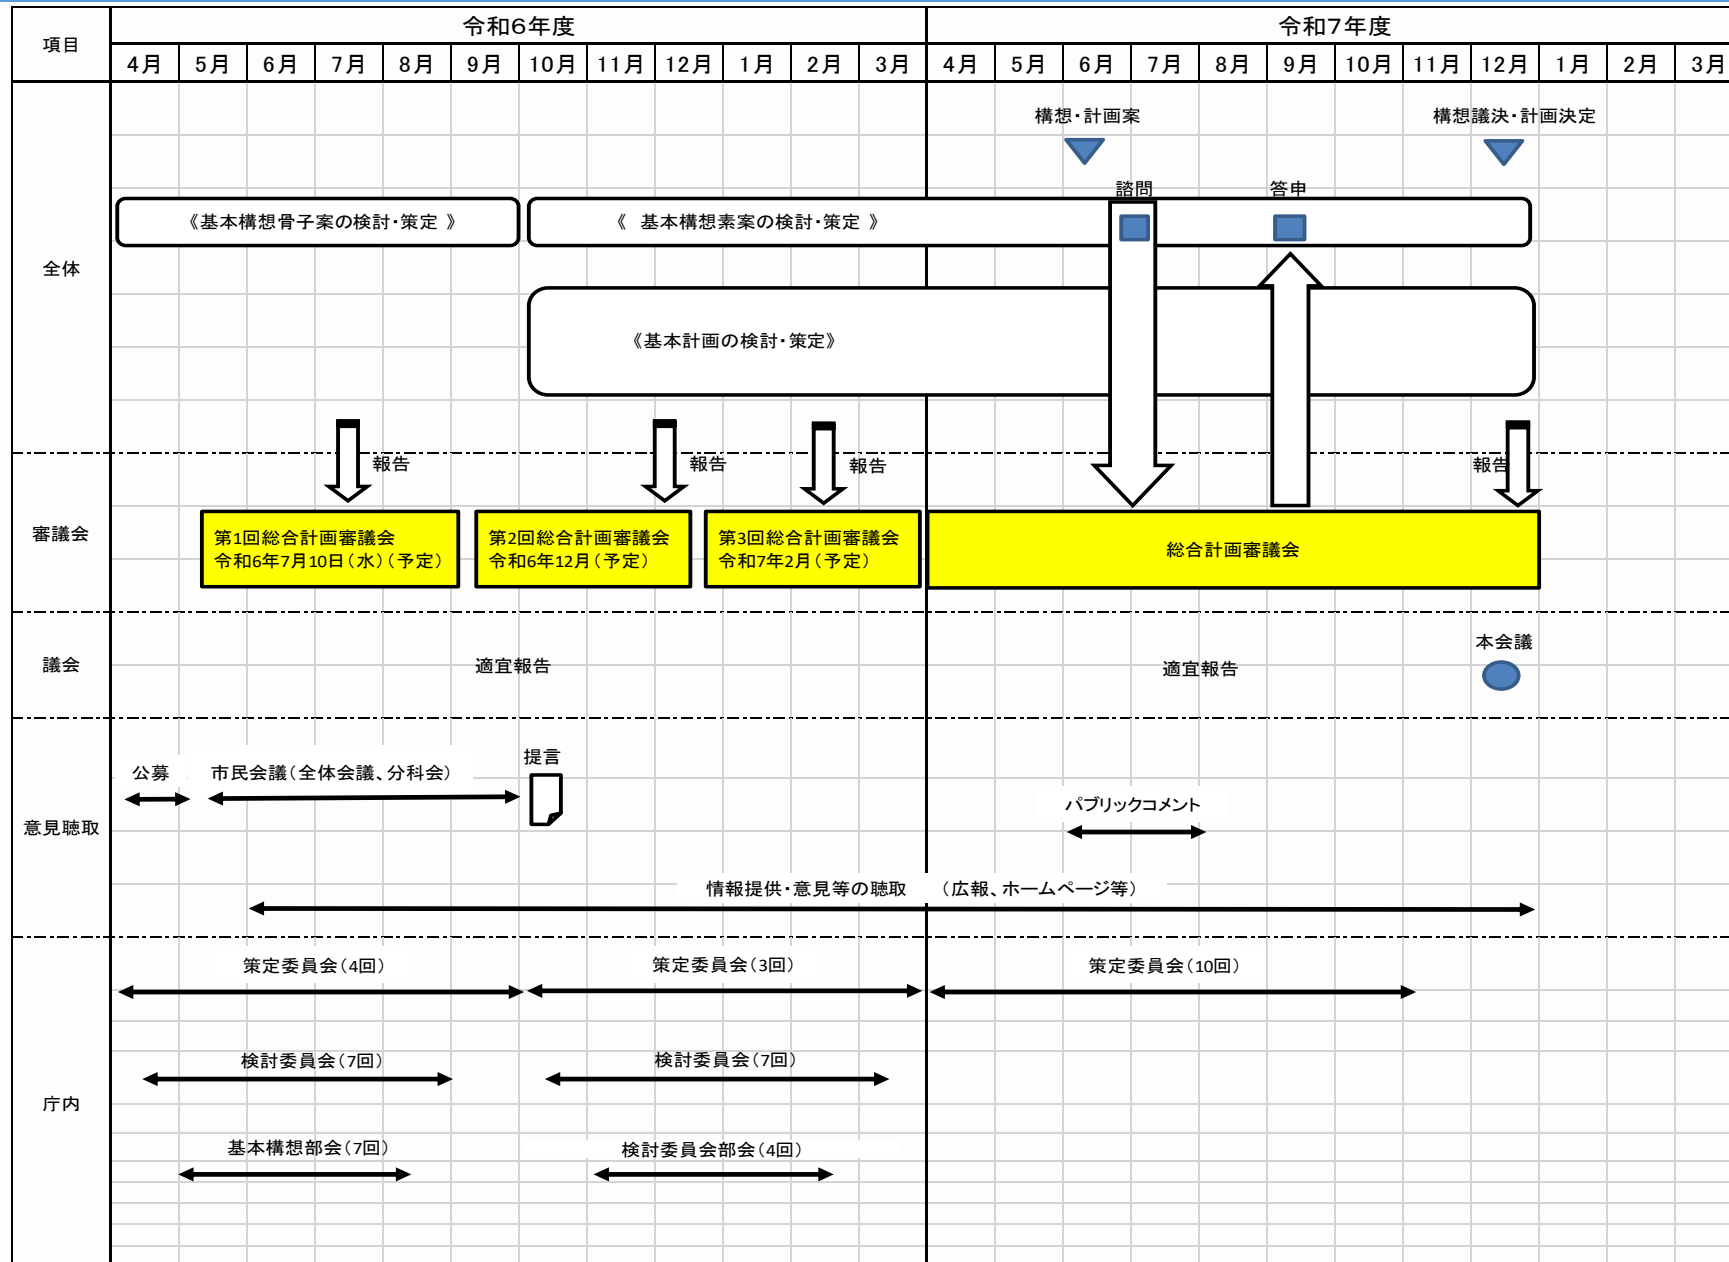 項目
令和6年度
令和7年度
4月 5月 6月 7月 8月 9月 10月 11月 12月 1月 2月 3月 4月 5月 6月 7月 8月 9月 10月 11月 12月 1月 2月 3月
構想・計画案
構想議決・計画決定
諮問
答申
《基本構想骨子案の検討・策定 》
《 基本構想素案の検討・策定 》
全体
《基本計画の検討・策定》
報告
報告
報告
報告
審議会
第1回総合計画審議会
令和6年7月10日(水)(予定)
第2回総合計画審議会
令和6年12月(予定)
第3回総合計画審議会
令和7年2月(予定)
総合計画審議会
議会
適宜報告
適宜報告
本会議
意見聴取
公募
市民会議(全体会議、分科会)
提言
パブリックコメント
情報提供・意見等の聴取 (広報、ホームページ等)
庁内
策定委員会(4回)
策定委員会(3回)
策定委員会(10回)
検討委員会(7回)
検討委員会(7回)
基本構想部会(7回)
検討委員会部会(4回)